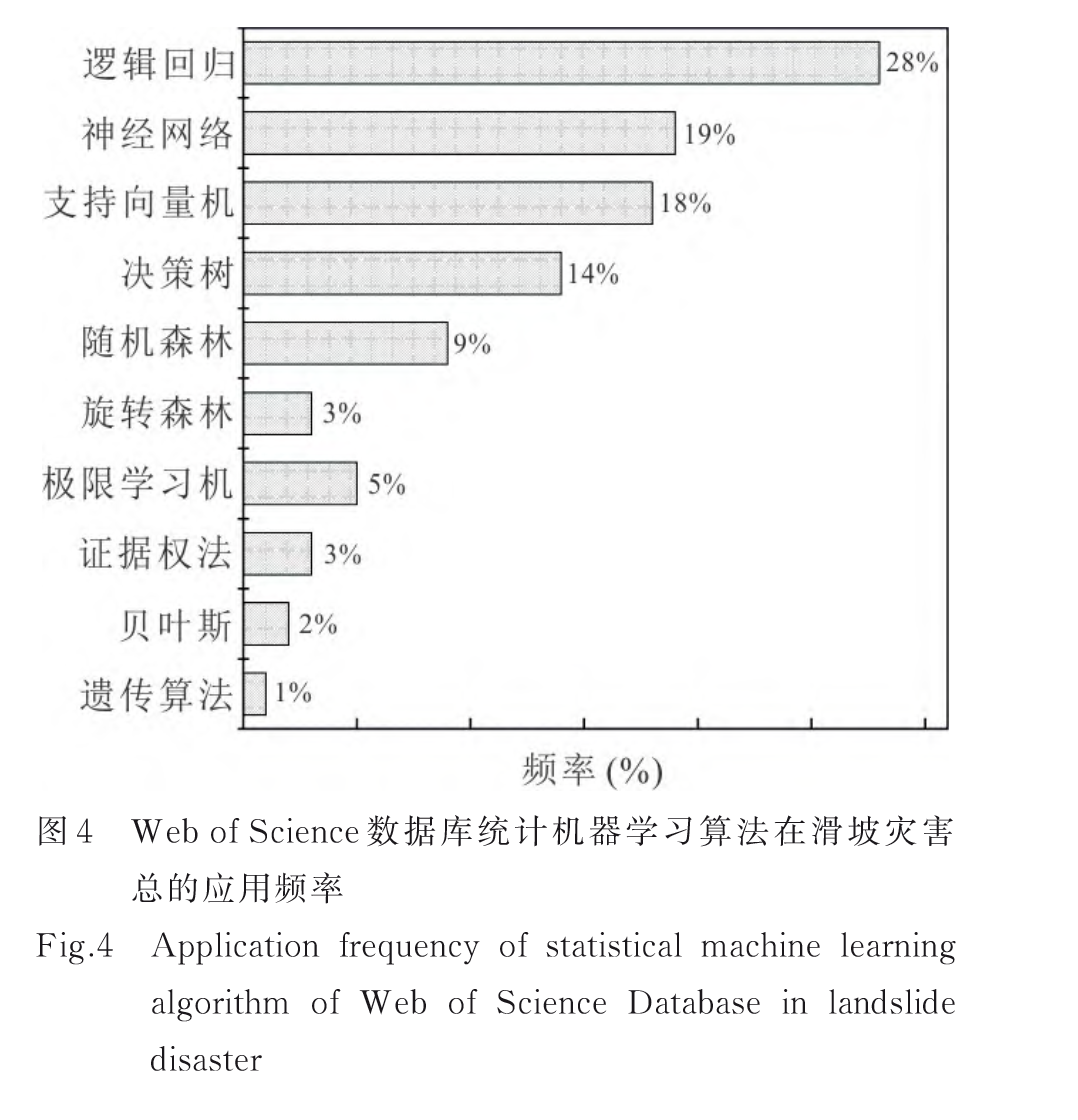 逻辑回归 28%
神经网络 19%
支持向量机 18%
决策树 14%
随机森林 9%
旋转森林 3%
极限学习机 5%
证据权法 3%
贝叶斯 2%
遗传算法 1%
频率(%)
图4 Web of Science数据库统计机器学习算法在滑坡灾害
总的应用频率
Fig.4 Application frequency of statistical machine learning
algorithm of Web of Science Database in landslide
disaster